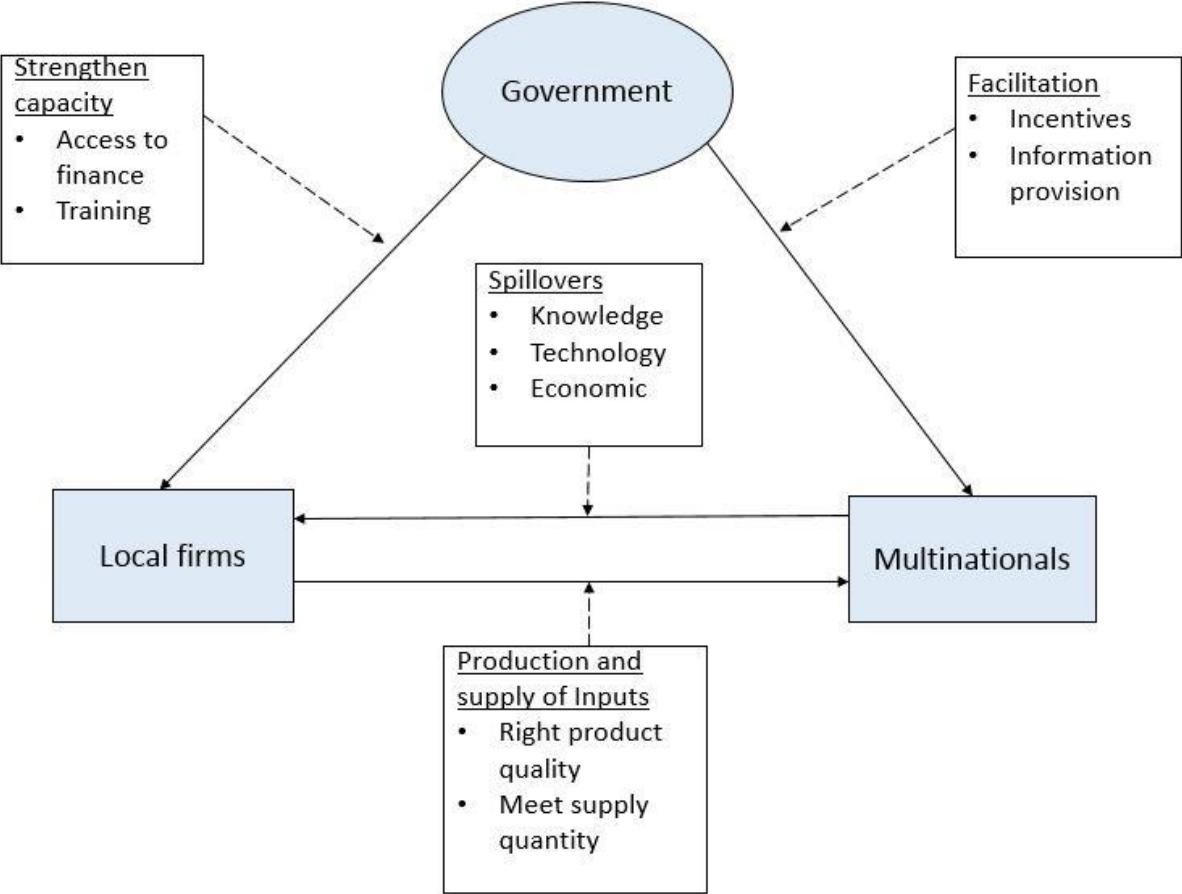 Government
Strengthen
capacity
• Access to
finance
• Training
Facilitation
• Incentives
• Information
provision
Spillovers
• Knowledge
• Technology
• Economic
Local firms
Multinationals
Production and
supply of Inputs
• Right product
quality
• Meet supply
quantity